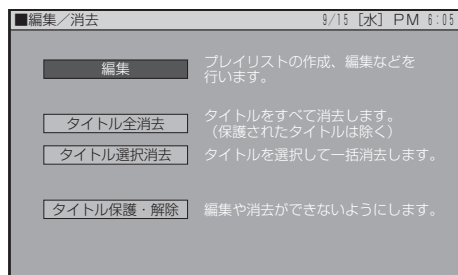 ■編集／消去 9/15 [水] PM 6:05
編集 プレイリストの作成、編集などを
行います。
タイトル全消去 タイトルをすべて消去します。
（保護されたタイトルは除く）
タイトル選択消去 タイトルを選択して一括消去します。
タイトル保護・解除 編集や消去ができないようにします。